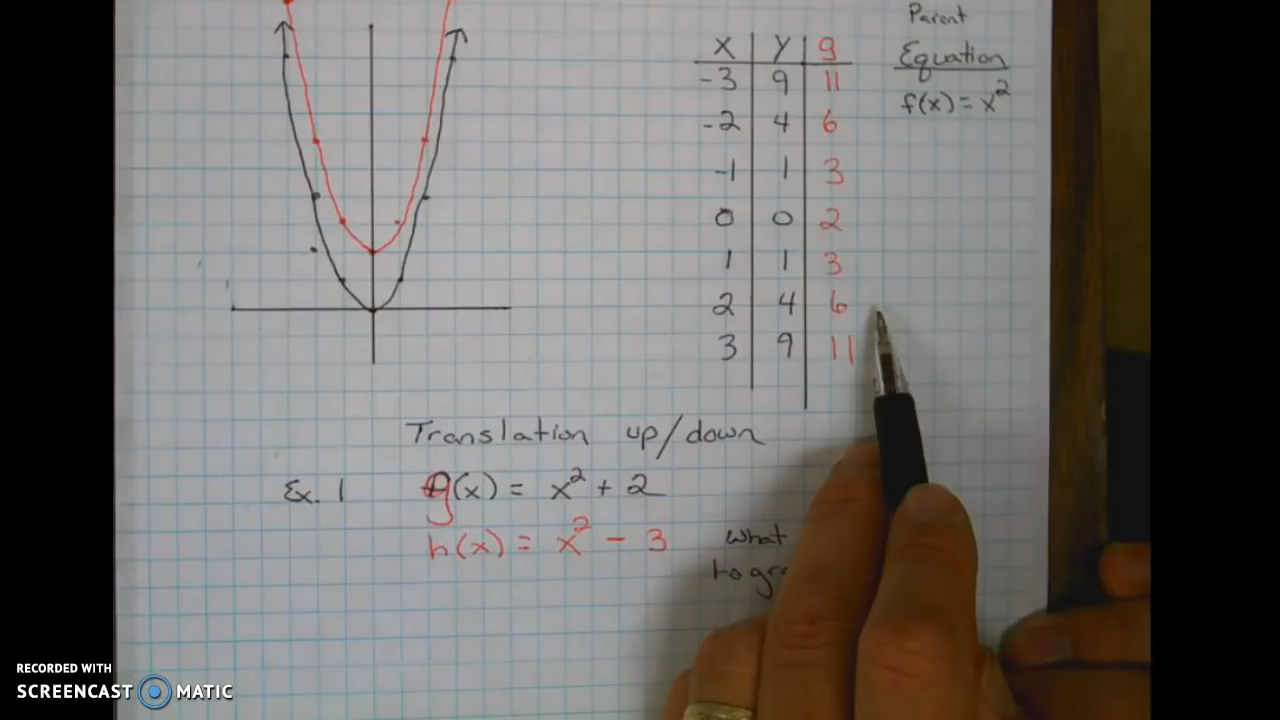 Parent
Equation
f(x) = x²
X Y g
-3 9 11
-2 4 6
-1 1 3
0 0 2
1 1 3
2 4 6
3 9 11
Translation up/down
Ex. 1 g(x) = x² + 2
h(x) = x² - 3
What
to
RECORDED WITH
SCREENCAST MATIC